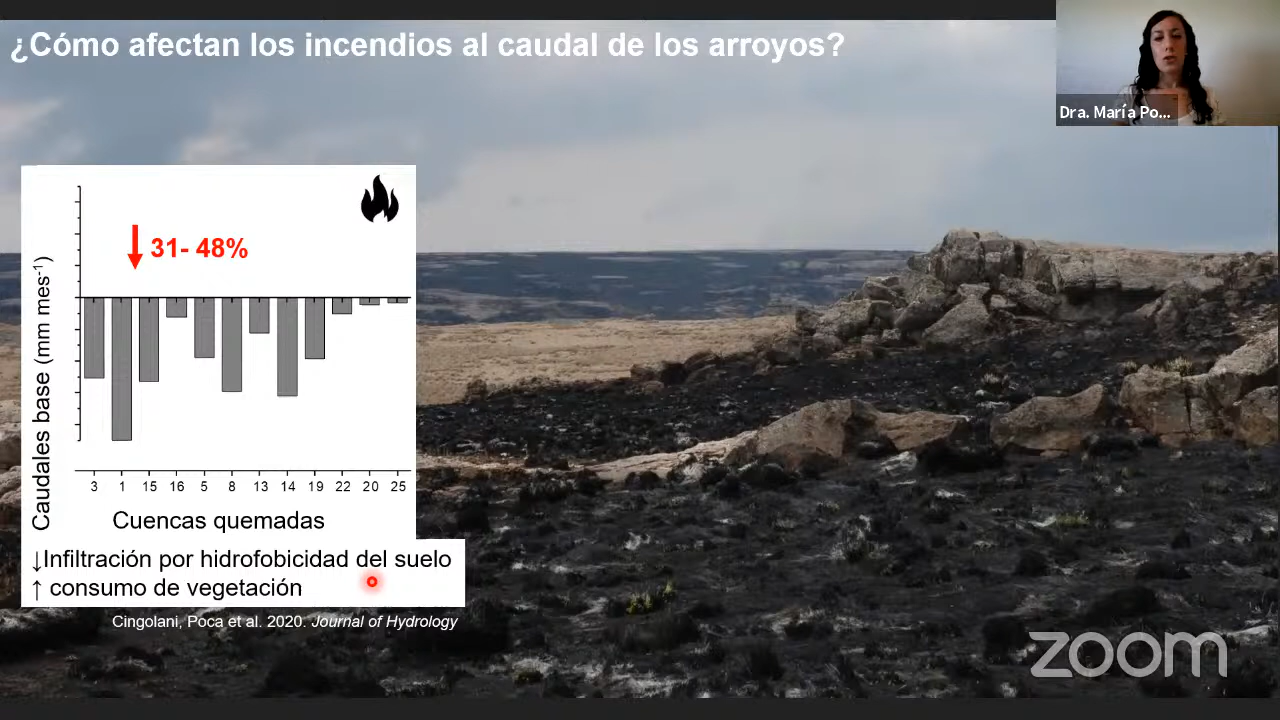 ¿Cómo afectan los incendios al caudal de los arroyos?
Dra. María Po...
31- 48%
Caudales base (mm mes-1)
3 1 15 16 5 8 13 14 19 22 20 25
Cuencas quemadas
↓Infiltración por hidrofobicidad del suelo
↑ consumo de vegetación
Cingolani, Poca et al. 2020. Journal of Hydrology
zoom